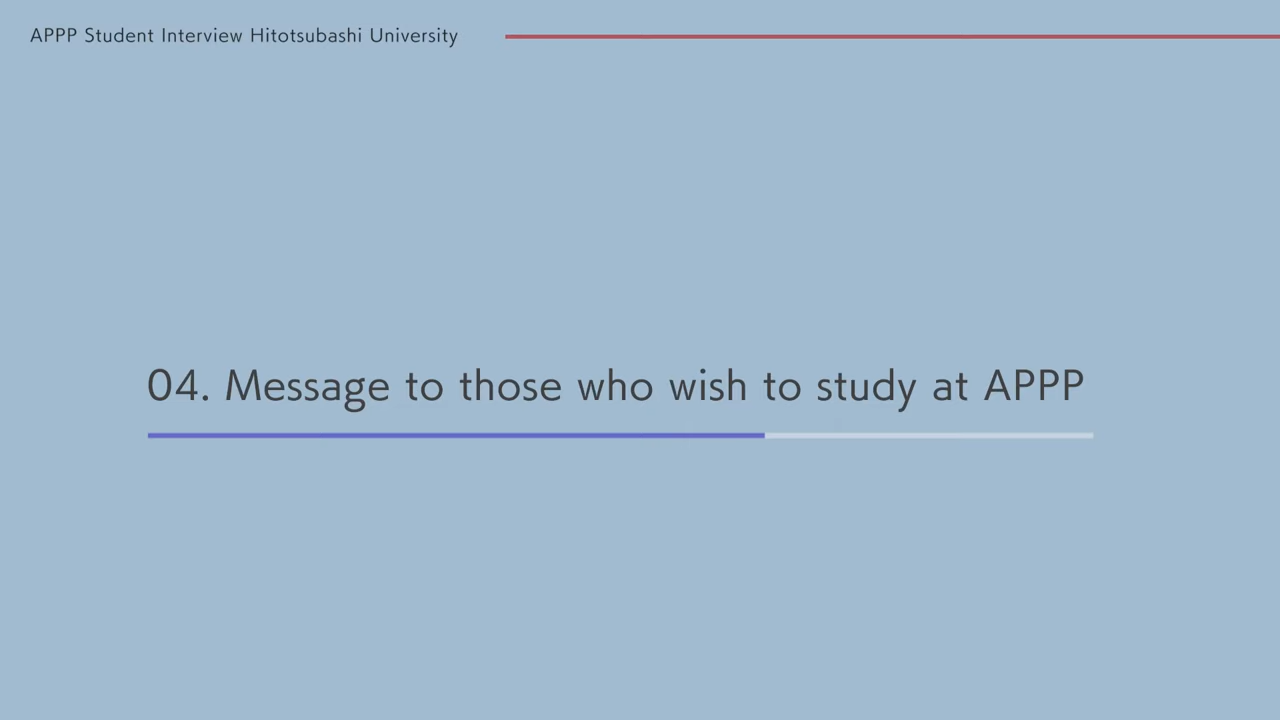 APPP Student Interview Hitotsubashi University
04. Message to those who wish to study at APPP